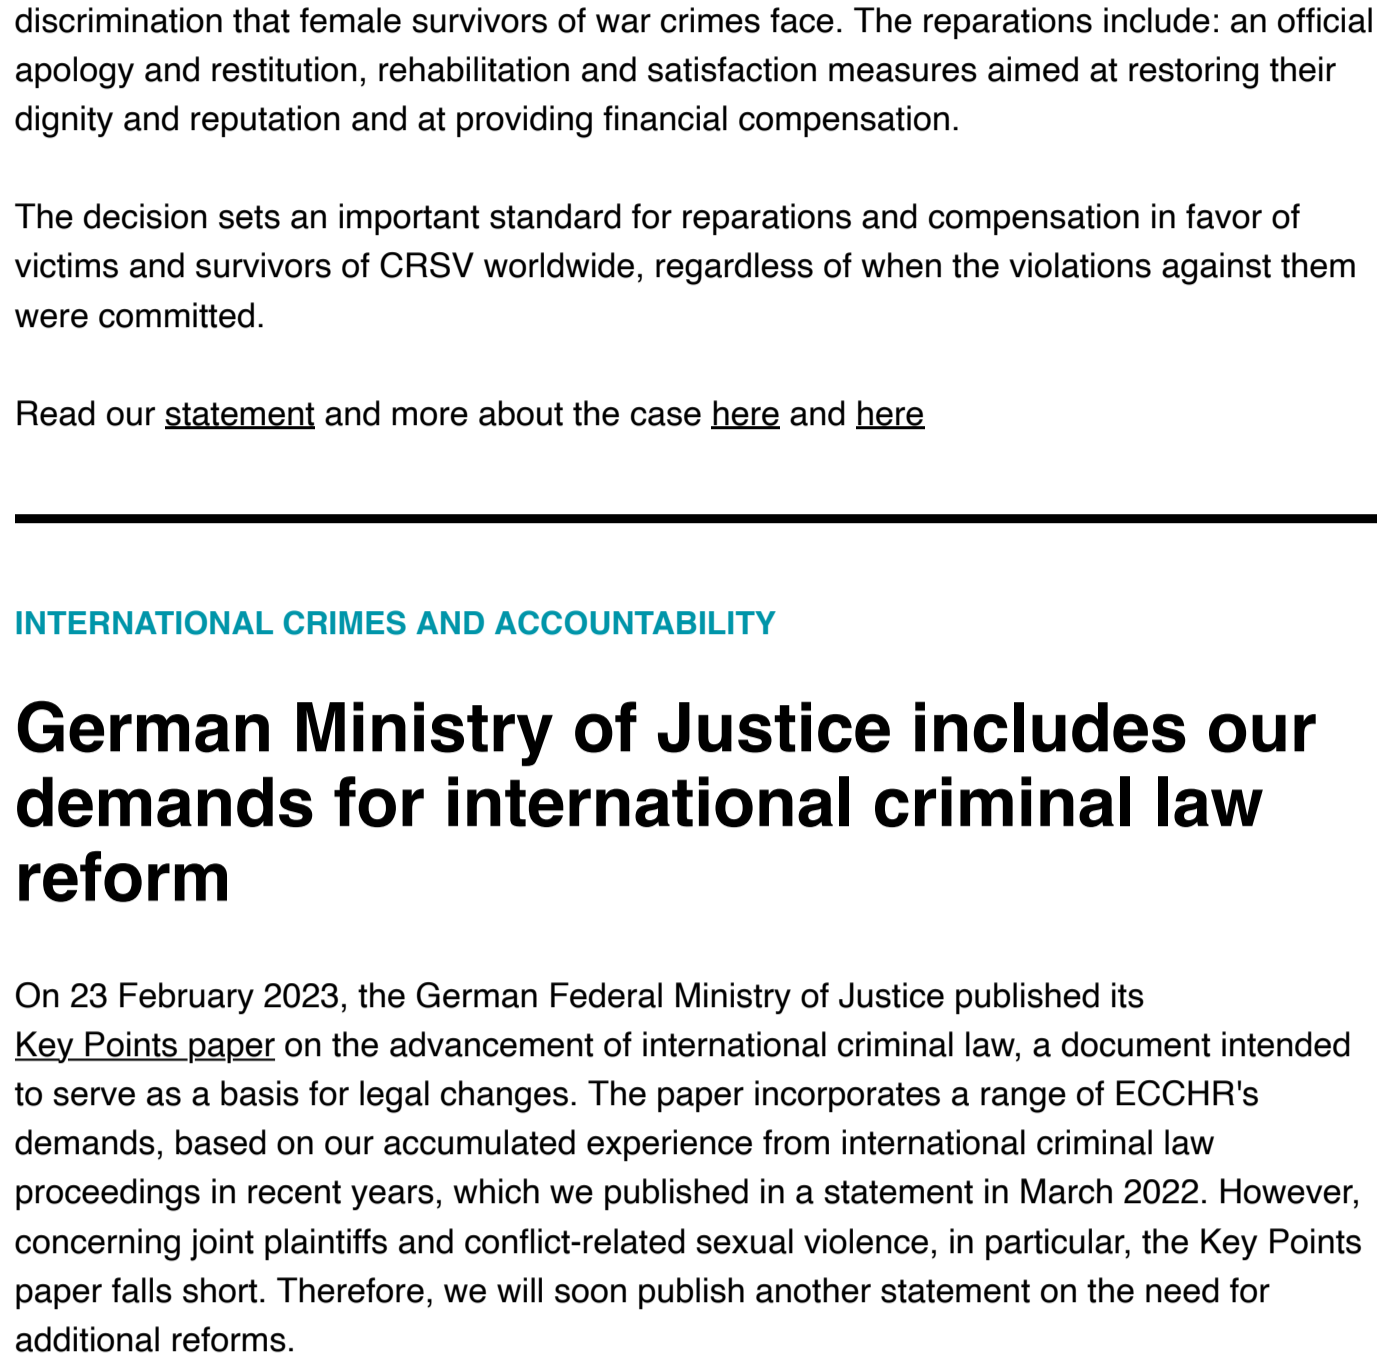 discrimination that female survivors of war crimes face. The reparations include: an official
apology and restitution, rehabilitation and satisfaction measures aimed at restoring their
dignity and reputation and at providing financial compensation.
The decision sets an important standard for reparations and compensation in favor of
victims and survivors of CRSV worldwide, regardless of when the violations against them
were committed.
Read our statement and more about the case here and here
INTERNATIONAL CRIMES AND ACCOUNTABILITY
German Ministry of Justice includes our
demands for international criminal law
reform
On 23 February 2023, the German Federal Ministry of Justice published its
Key Points paper on the advancement of international criminal law, a document intended
to serve as a basis for legal changes. The paper incorporates a range of ECCHR's
demands, based on our accumulated experience from international criminal law
proceedings in recent years, which we published in a statement in March 2022. However,
concerning joint plaintiffs and conflict-related sexual violence, in particular, the Key Points
paper falls short. Therefore, we will soon publish another statement on the need for
additional reforms.